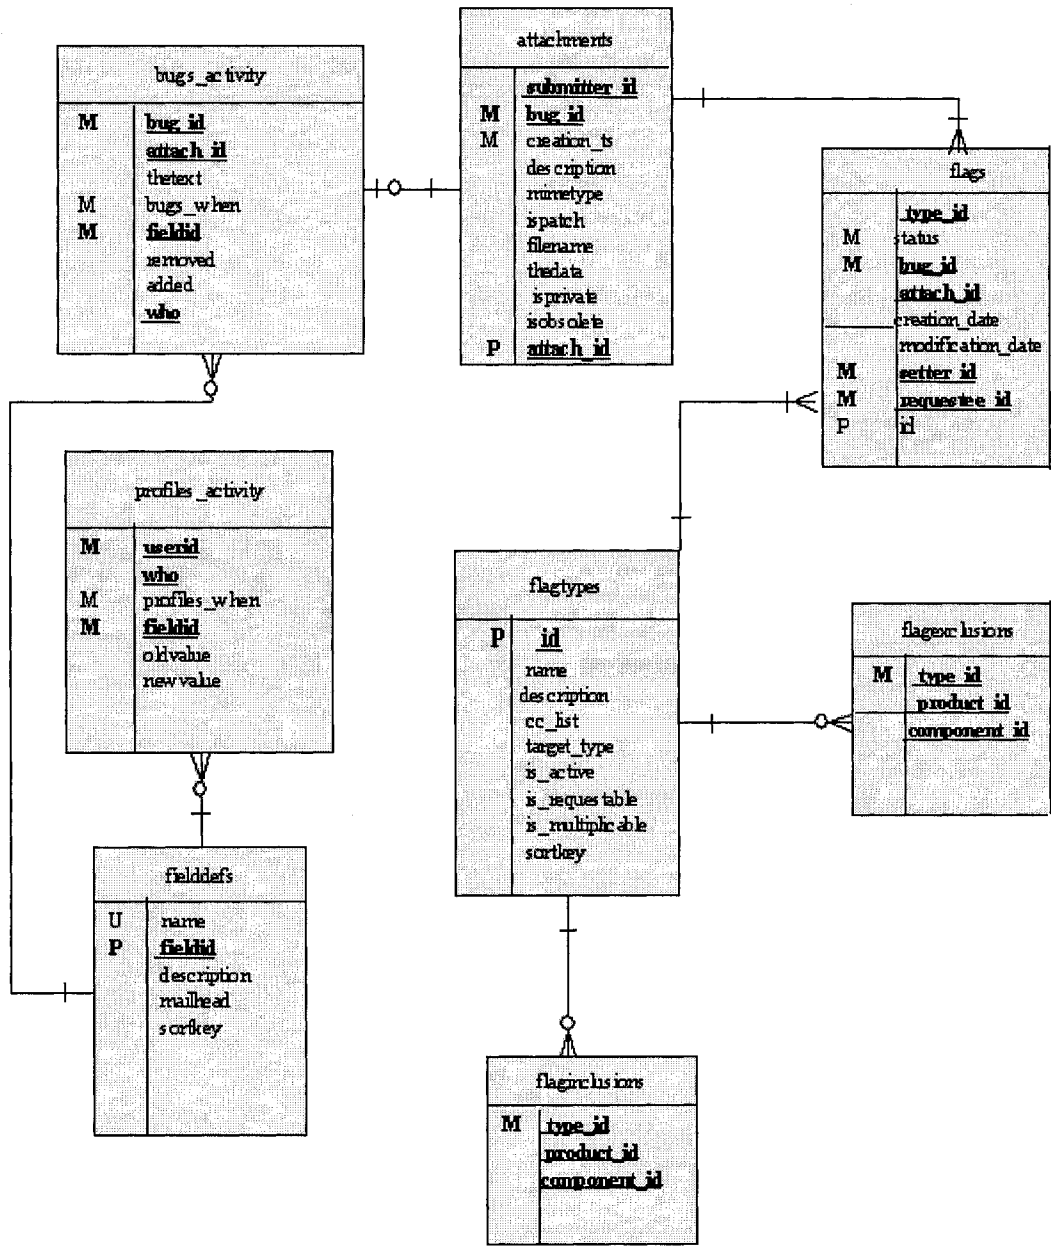 bugs_activity
M bug_id
attach_id
thetext
M bugs_when
M fieldid
removed
added
who
attachments
submitter_id
M bug_id
M creation_ts
description
mimetype
ispatch
filename
thedata
isprivate
isobsolete
P attach_id
flags
type_id
M status
M bug_id
attach_id
creation_date
modification_date
M setter_id
M requestee_id
P id
profiles_activity
M userid
who
M profiles_when
M fieldid
oldvalue
newvalue
flagtypes
P id
name
description
cc_list
target_type
is_active
is_requestable
is_multiplicable
sortkey
flagexclusions
M type_id
product_id
component_id
fielddefs
U name
P fieldid
description
mailhead
sortkey
flaginclusions
M type_id
product_id
component_id